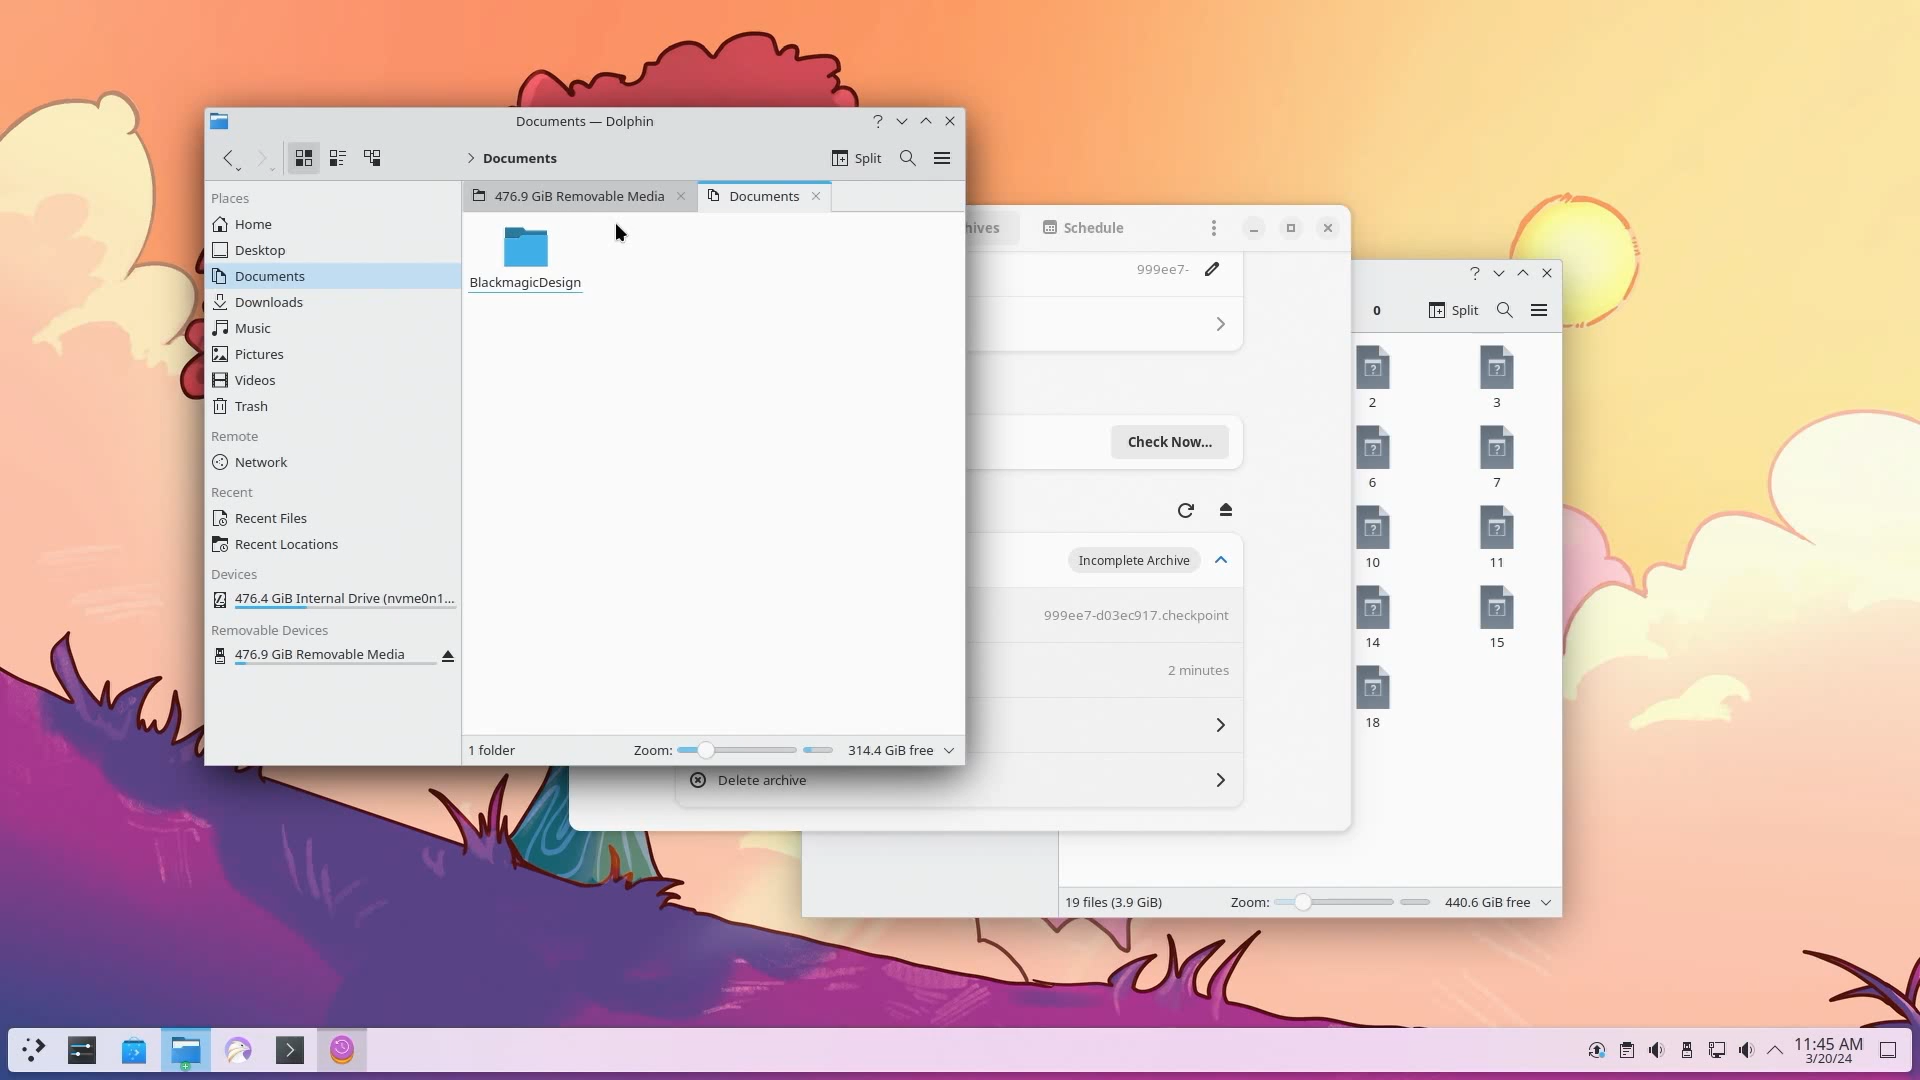 Documents — Dolphin
Documents
Split
Places
Home
Desktop
Documents
Downloads
Music
Pictures
Videos
Trash
Remote
Network
Recent
Recent Files
Recent Locations
Devices
476.4 GiB Internal Drive (nvme0n1...
Removable Devices
476.9 GiB Removable Media
476.9 GiB Removable Media
Documents
BlackmagicDesign
1 folder
Zoom:
314.4 GiB free
hives
Schedule
999ee7-
Check Now...
Incomplete Archive
999ee7-d03ec917.checkpoint
2 minutes
Delete archive
0
Split
2
3
6
7
10
11
14
15
18
19 files (3.9 GiB)
Zoom:
440.6 GiB free
11:45 AM
3/20/24